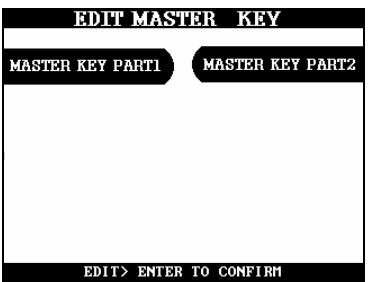 EDIT MASTER KEY
MASTER KEY PART1
MASTER KEY PART2
EDIT> ENTER TO CONFIRM